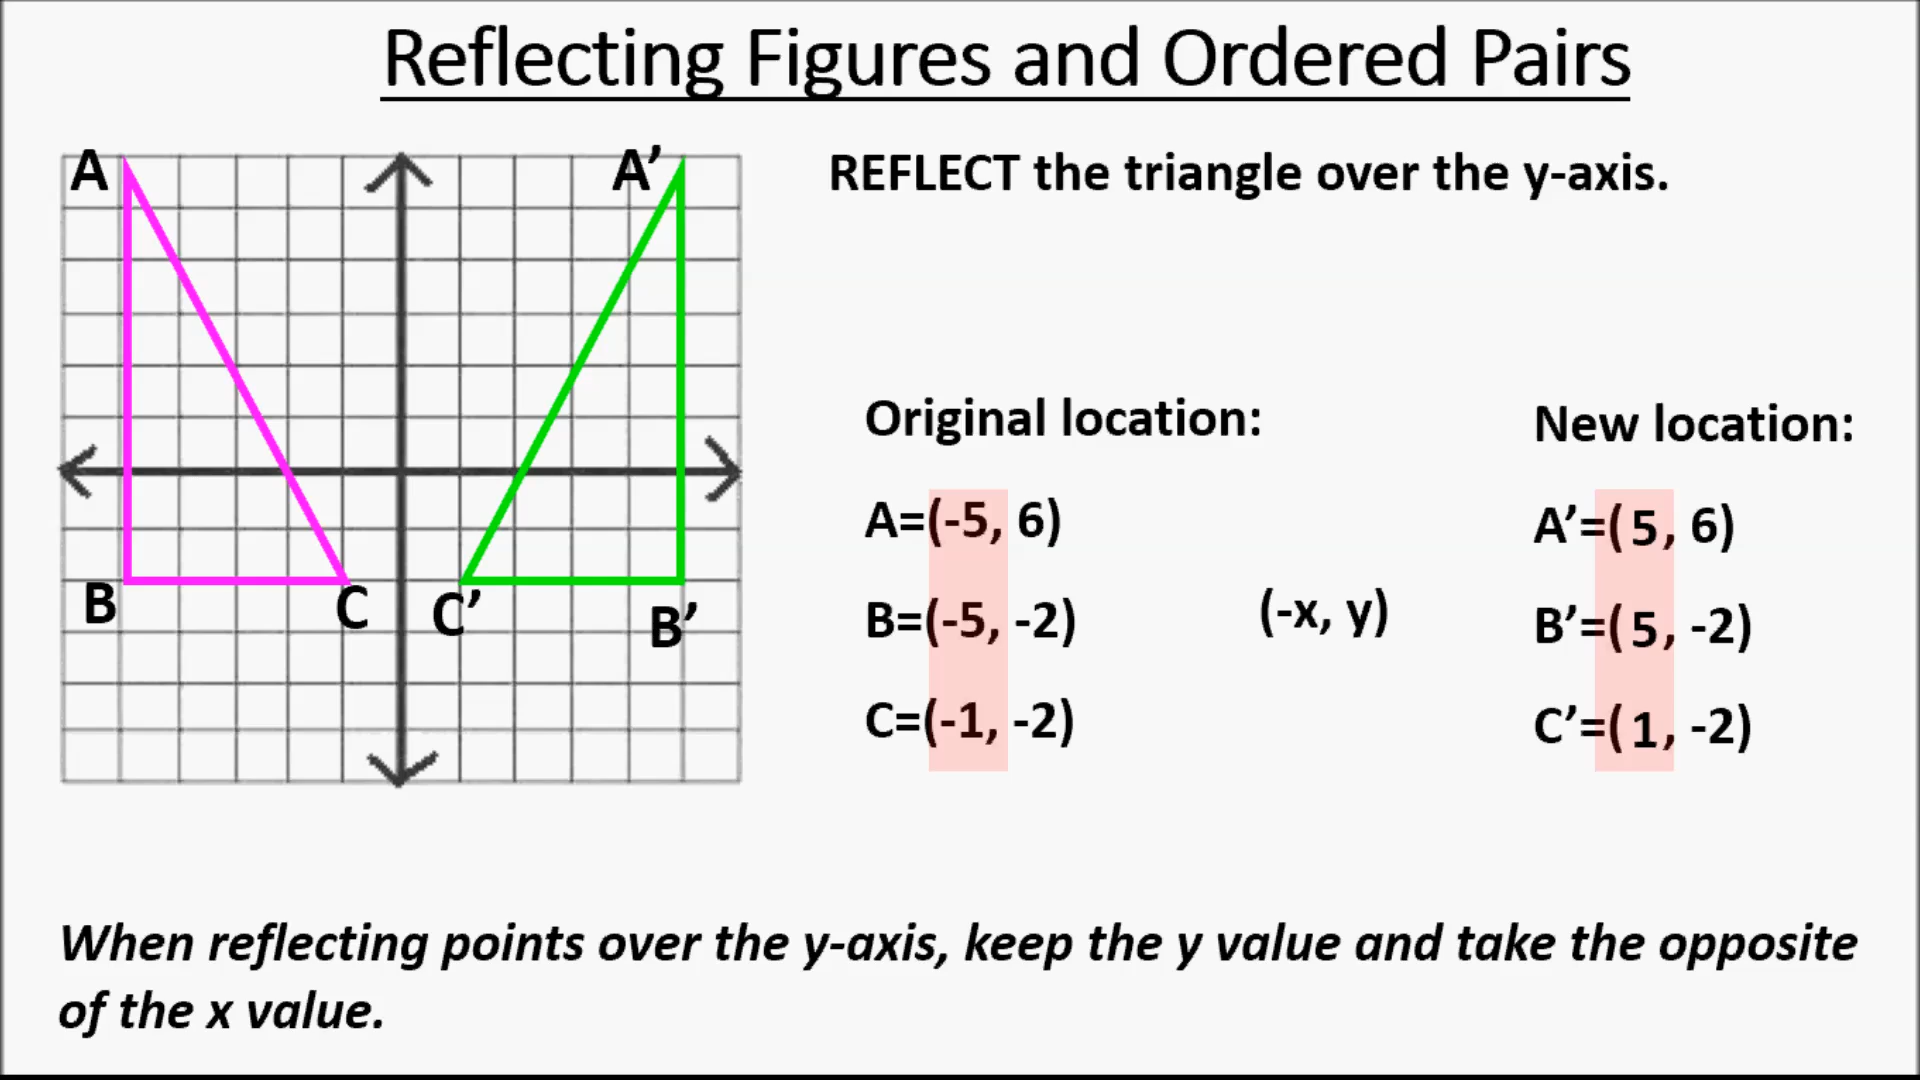 Reflecting Figures and Ordered Pairs
A
A’
REFLECT the triangle over the y-axis.
Original location:
New location:
A=(-5, 6)
A’=( 5, 6)
B
C
C’
B’
B=(-5, -2)
(-x, y)
B’=( 5, -2)
C=(-1, -2)
C’=( 1, -2)
When reflecting points over the y-axis, keep the y value and take the opposite
of the x value.